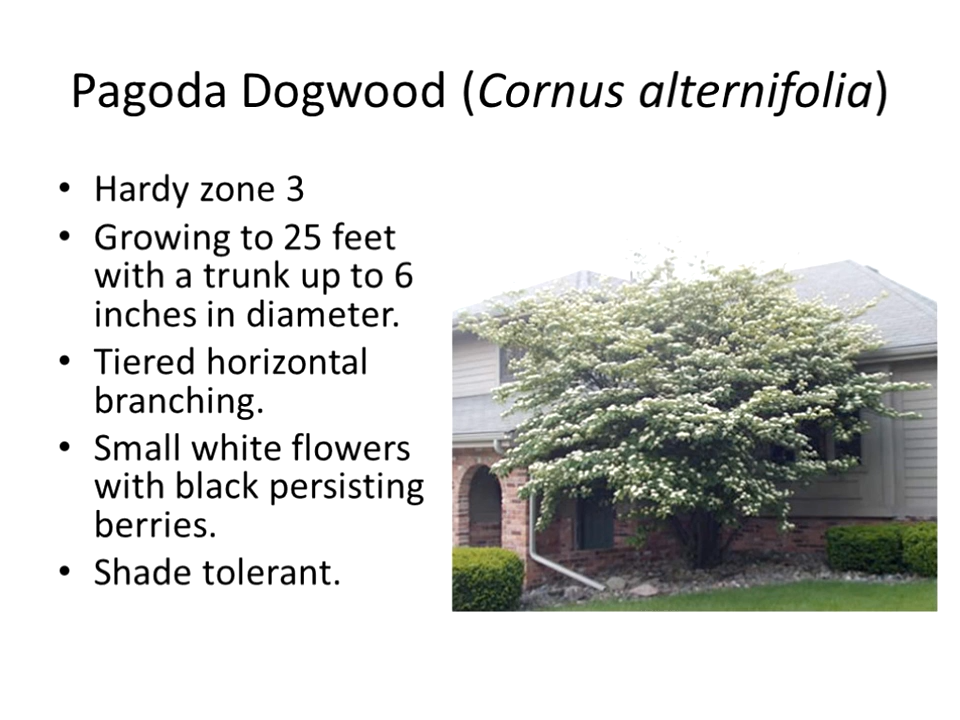 Pagoda Dogwood (Cornus alternifolia)
• Hardy zone 3
• Growing to 25 feet
with a trunk up to 6
inches in diameter.
• Tiered horizontal
branching.
• Small white flowers
with black persisting
berries.
• Shade tolerant.